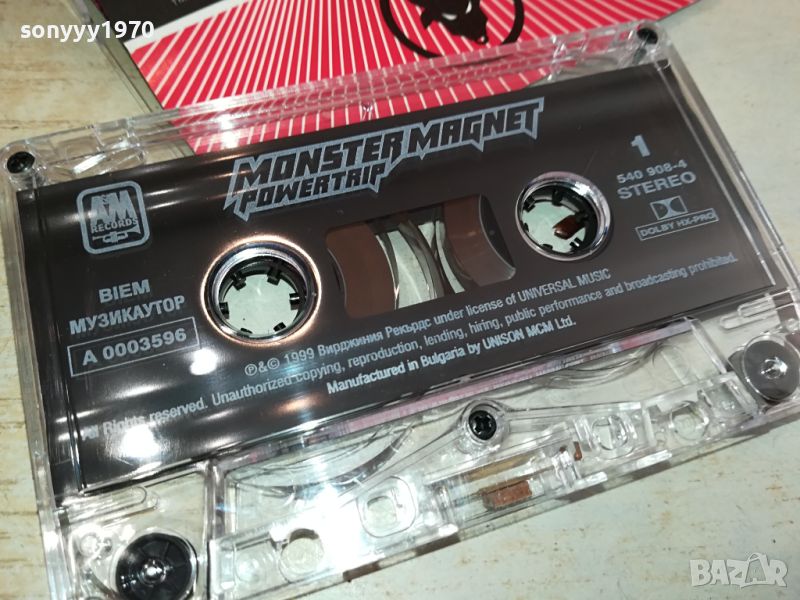 sonyyy1970
A&M
RECORDS
MONSTER MAGNET
POWERTRIP
1
540 908-4
STEREO
DOLBY HX-PRO
BIEM
МУЗИКАУТОР
A 0003596
P&© 1999 Вирджиния Рекърдс under license of UNIVERSAL MUSIC
All Rights reserved. Unauthorized copying, reproduction, lending, hiring, public performance and broadcasting prohibited.
Manufactured in Bulgaria by UNISON MCM Ltd.
BAZAR